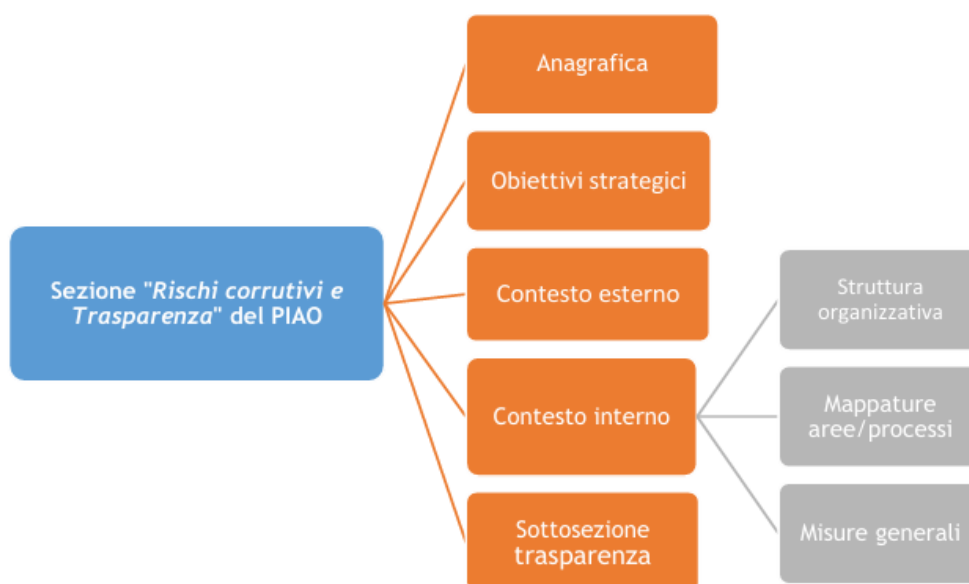 Anagrafica
Obiettivi strategici
Sezione "Rischi corrutivi e
Trasparenza" del PIAO
Contesto esterno
Contesto interno
Struttura
organizzativa
Mappature
aree/processi
Misure generali
Sottosezione
trasparenza